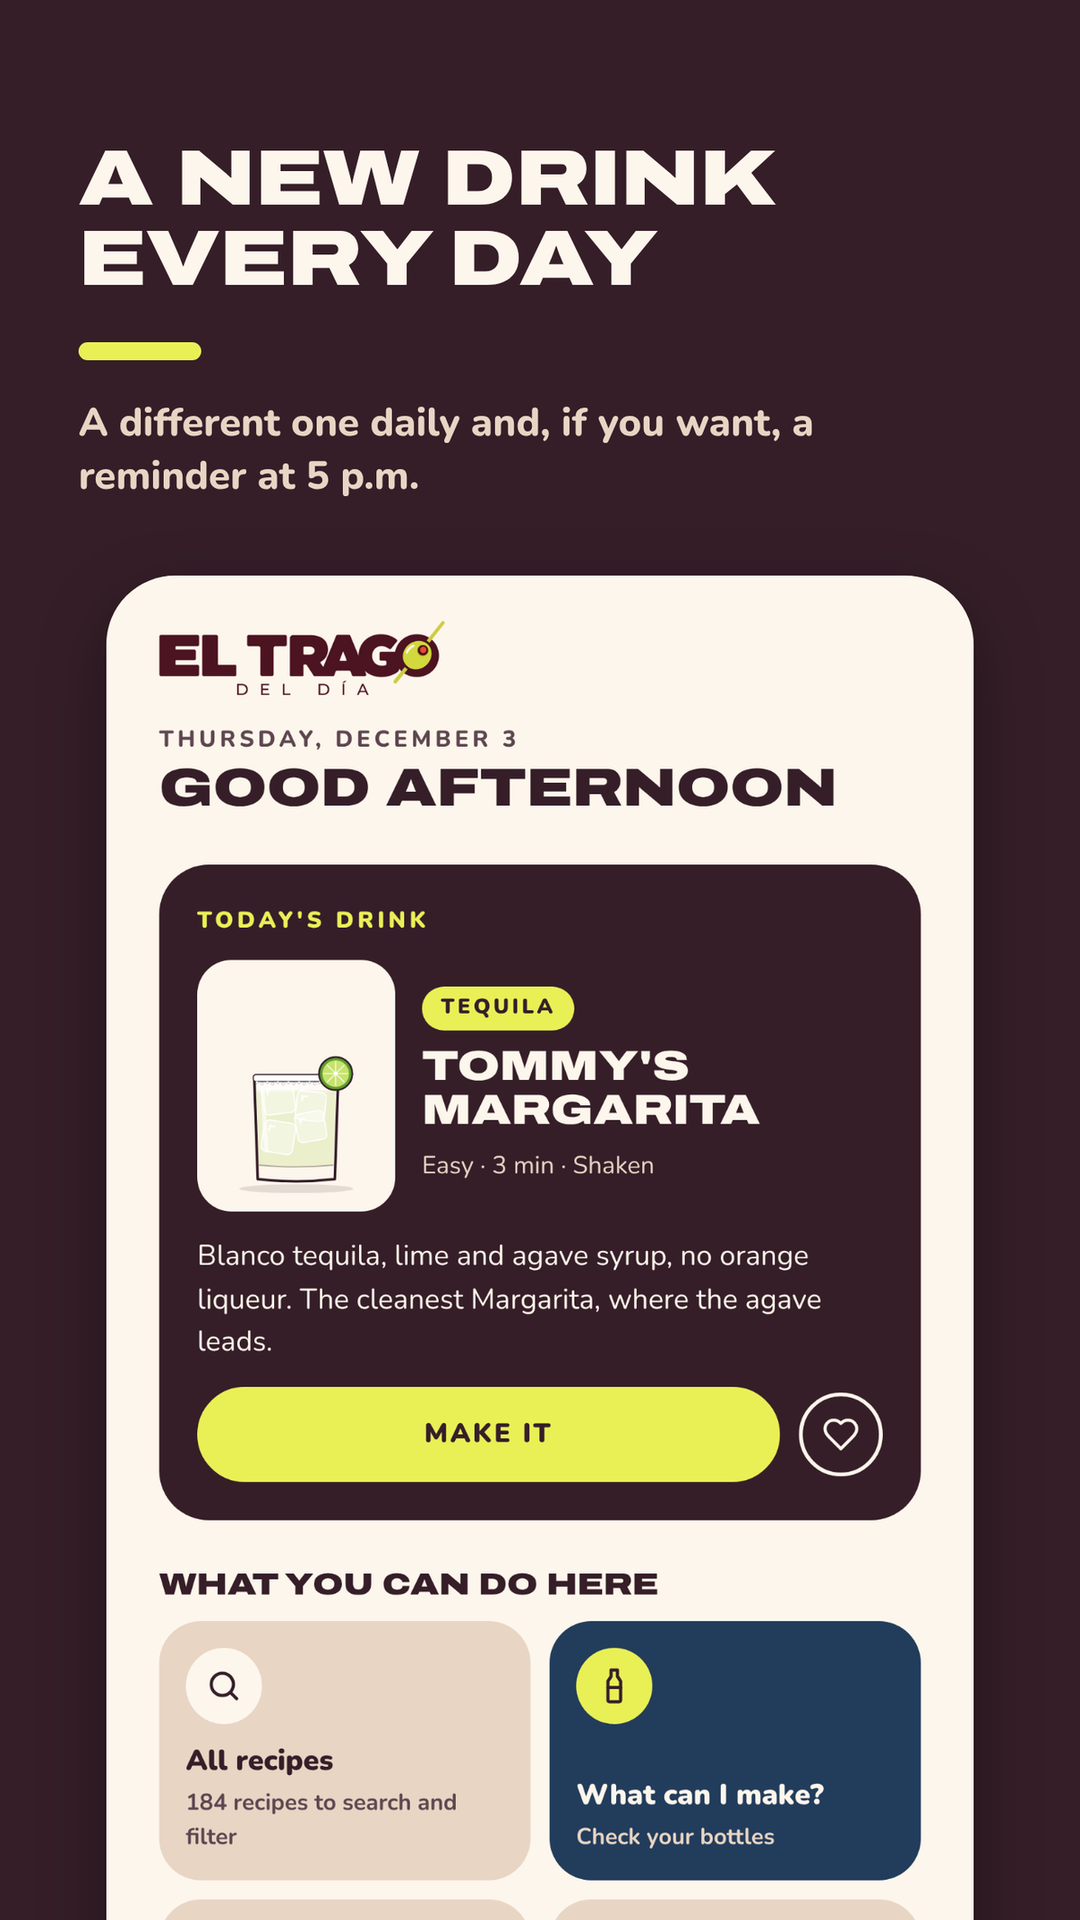 A NEW DRINK
EVERY DAY
A different one daily and, if you want, a
reminder at 5 p.m.
EL TRAGO
DEL DÍA
THURSDAY, DECEMBER 3
GOOD AFTERNOON
TODAY'S DRINK
TEQUILA
TOMMY'S
MARGARITA
Easy · 3 min · Shaken
Blanco tequila, lime and agave syrup, no orange
liqueur. The cleanest Margarita, where the agave
leads.
MAKE IT
WHAT YOU CAN DO HERE
All recipes
184 recipes to search and
filter
What can I make?
Check your bottles